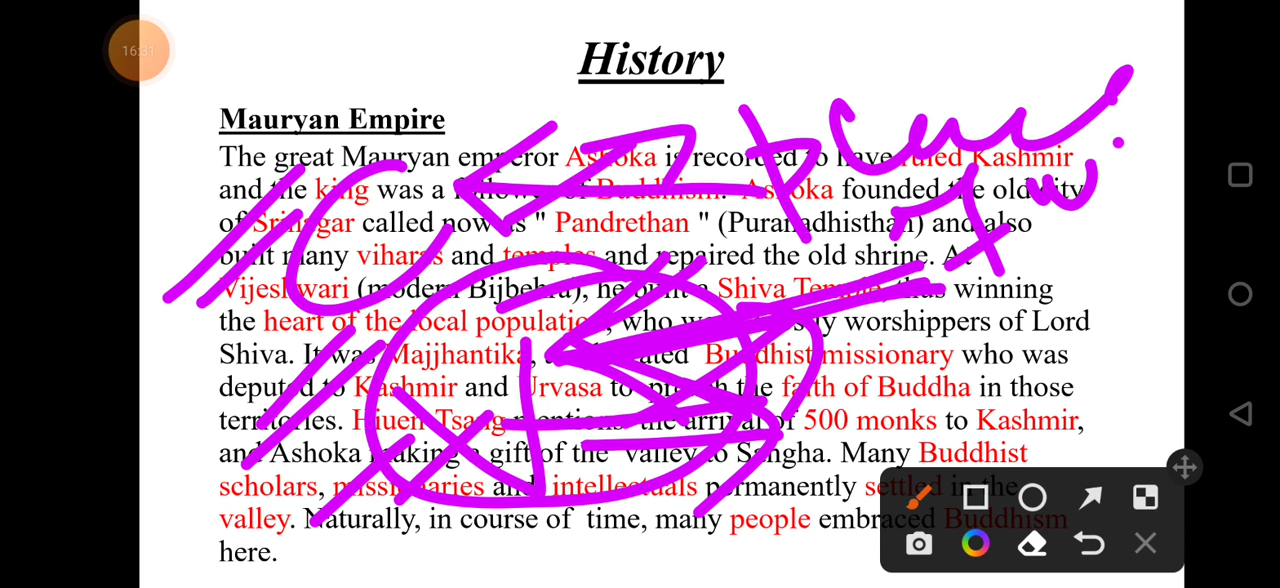 16:31
History
Mauryan Empire
The great Mauryan emperor Ashoka is recorded to have ruled Kashmir
and the king was a follower of Buddhism. Ashoka founded the old city
of Srinagar called now as " Pandrethan " (Puranadhisthan) and also
built many viharas and temples and repaired the old shrine. At
Vijeshwari (modern Bijbehra), he built a Shiva Temple, thus winning
the heart of the local population, who were mostly worshippers of Lord
Shiva. It was Majjhantika, a Buddhist missionary who was
deputed to Kashmir and Urvasa to preach the faith of Buddha in those
territories. Hiuen Tsang mentions the arrival of 500 monks to Kashmir,
and Ashoka making a gift of the valley to Sangha. Many Buddhist
scholars, missionaries and intellectuals permanently settled in the
valley. Naturally, in course of time, many people embraced Buddhism
here.